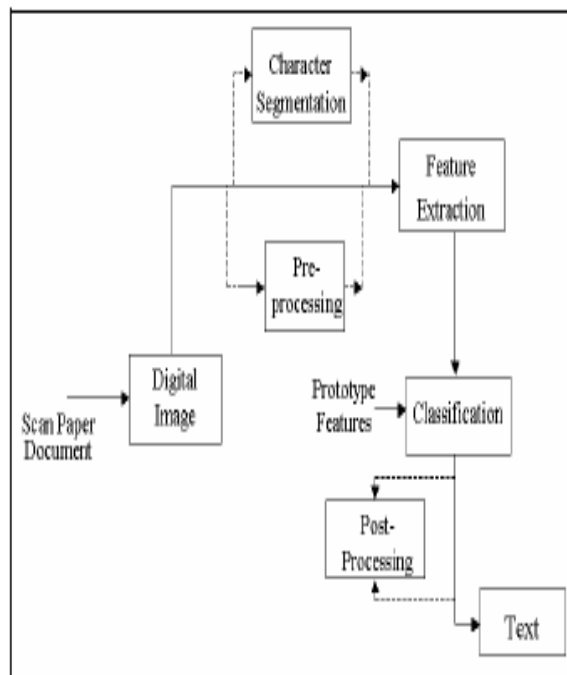 Character
Segmentation
Feature
Extraction
Pre-
processing
Digital
Image
Scan Paper
Document
Prototype
Features
Classification
Post-
Processing
Text